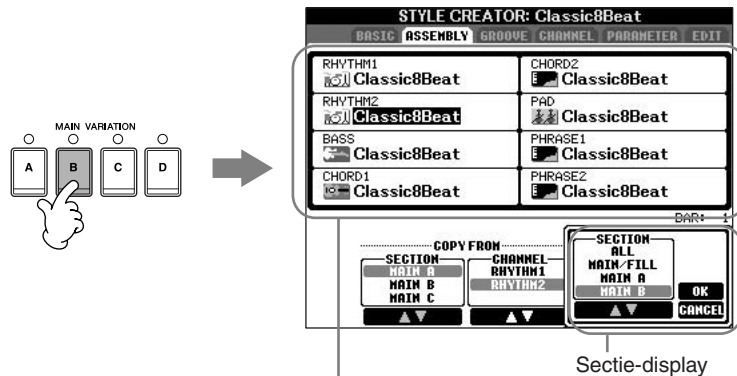 STYLE CREATOR: Classic8Beat
BASIC ASSEMBLY GROOVE CHANNEL PARAMETER EDIT
RHYTHM1
Classic8Beat
CHORD2
Classic8Beat
RHYTHM2
Classic8Beat
PAD
Classic8Beat
BASS
Classic8Beat
PHRASE1
Classic8Beat
CHORD1
Classic8Beat
PHRASE2
Classic8Beat
MAIN VARIATION
A B C D
BAR: 1
COPY FROM
SECTION
MAIN A
MAIN B
MAIN C
CHANNEL
RHYTHM1
RHYTHM2
SECTION
ALL
MAIN/FILL
MAIN A
MAIN B
OK
CANCEL
Sectie-display